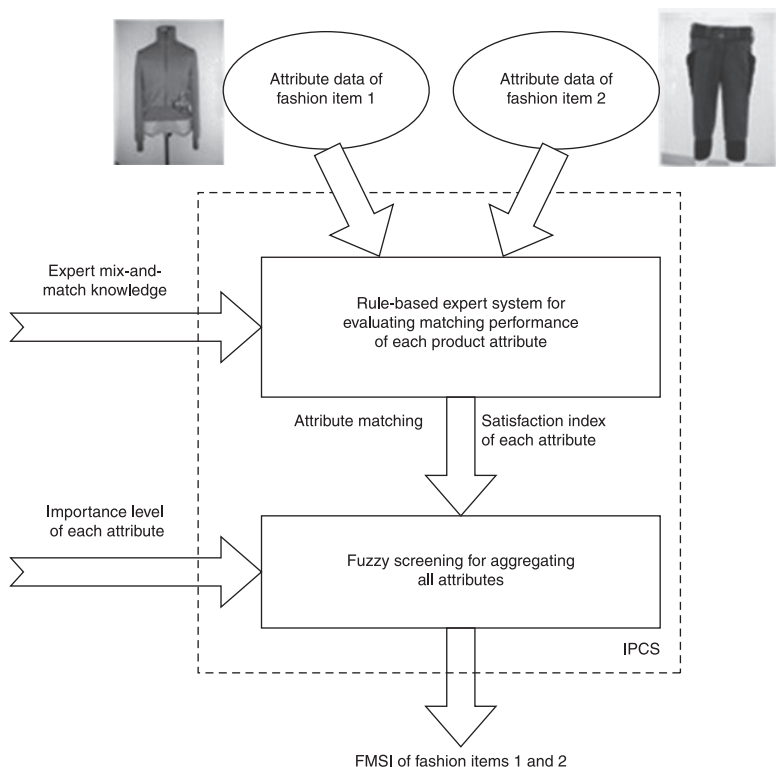 Attribute data of
fashion item 1
Attribute data of
fashion item 2
Expert mix-and-
match knowledge
Rule-based expert system for
evaluating matching performance
of each product attribute
Attribute matching
Satisfaction index
of each attribute
Importance level
of each attribute
Fuzzy screening for aggregating
all attributes
IPCS
FMSI of fashion items 1 and 2